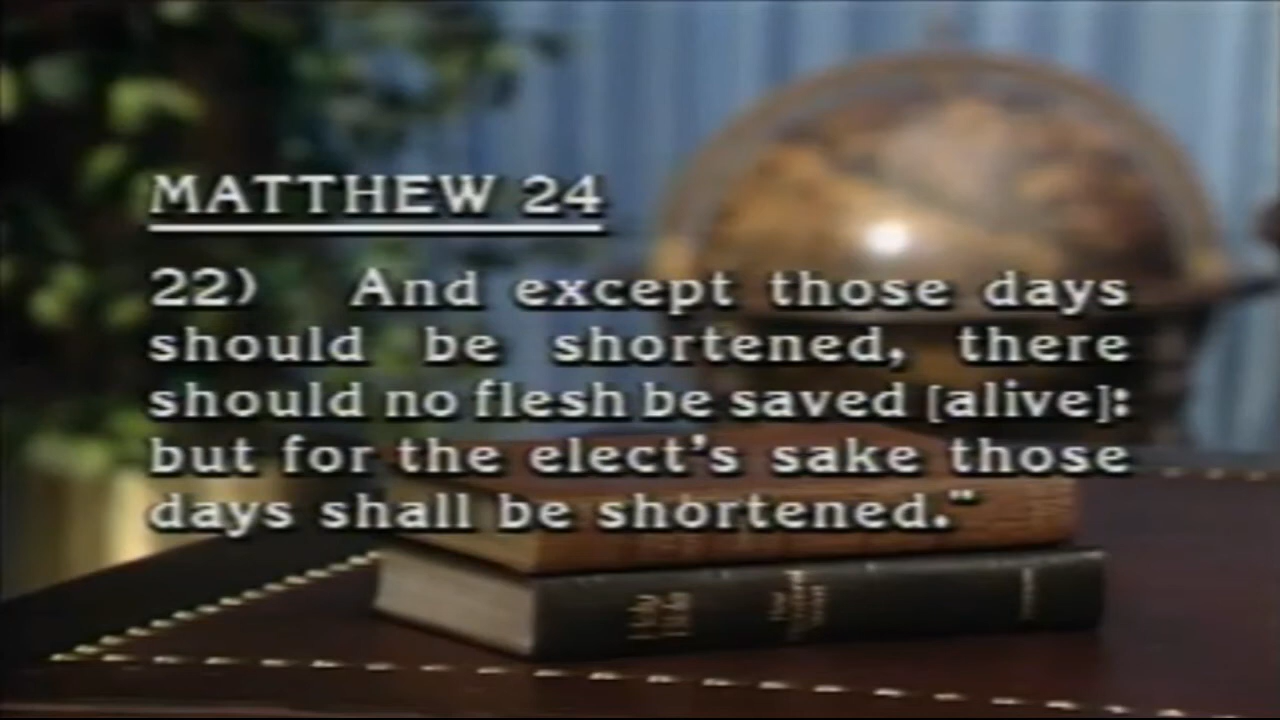 MATTHEW 24
22) And except those days
should be shortened, there
should no flesh be saved [alive]:
but for the elect's sake those
days shall be shortened."